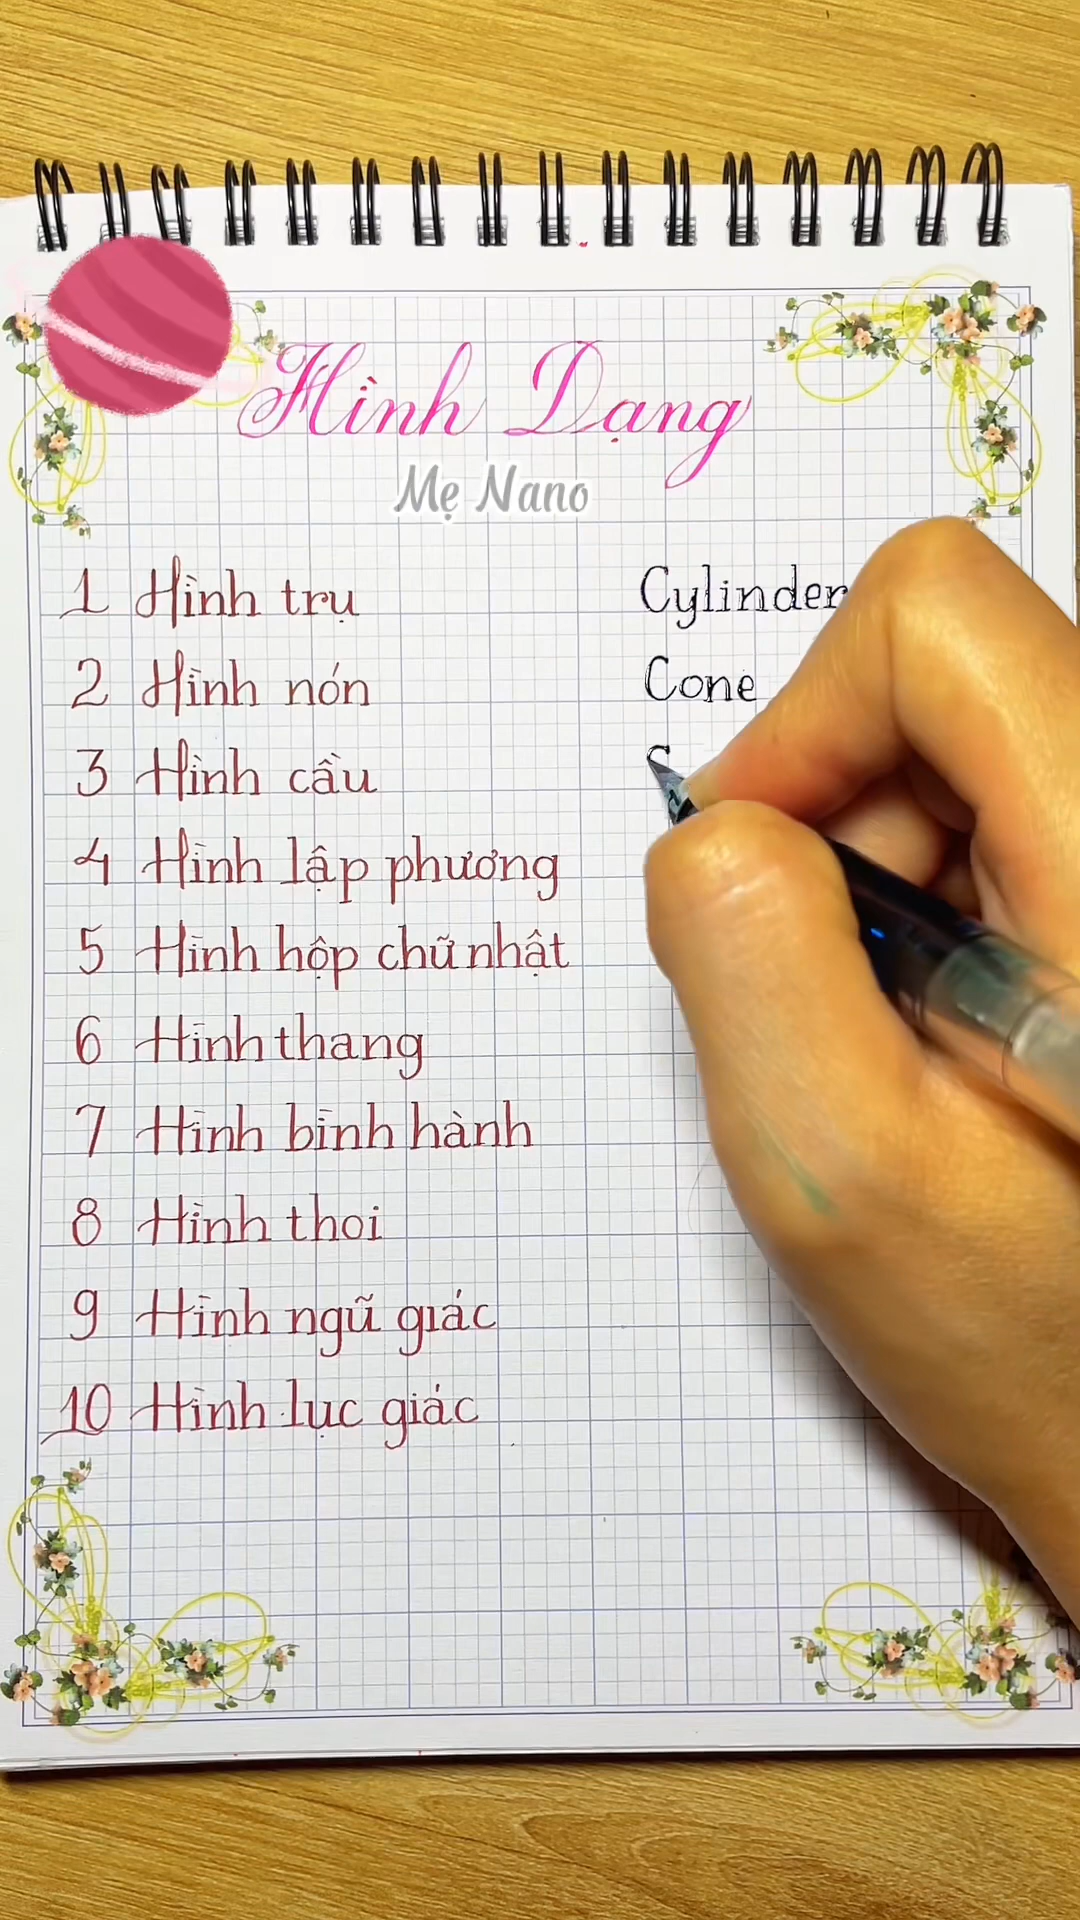 Hình Dạng
Mẹ Nano
1 Hình trụ Cylinder
2 Hình nón Cone
3 Hình cầu S
4 Hình lập phương
5 Hình hộp chữ nhật
6 Hình thang
7 Hình bình hành
8 Hình thoi
9 Hình ngũ giác
10 Hình lục giác